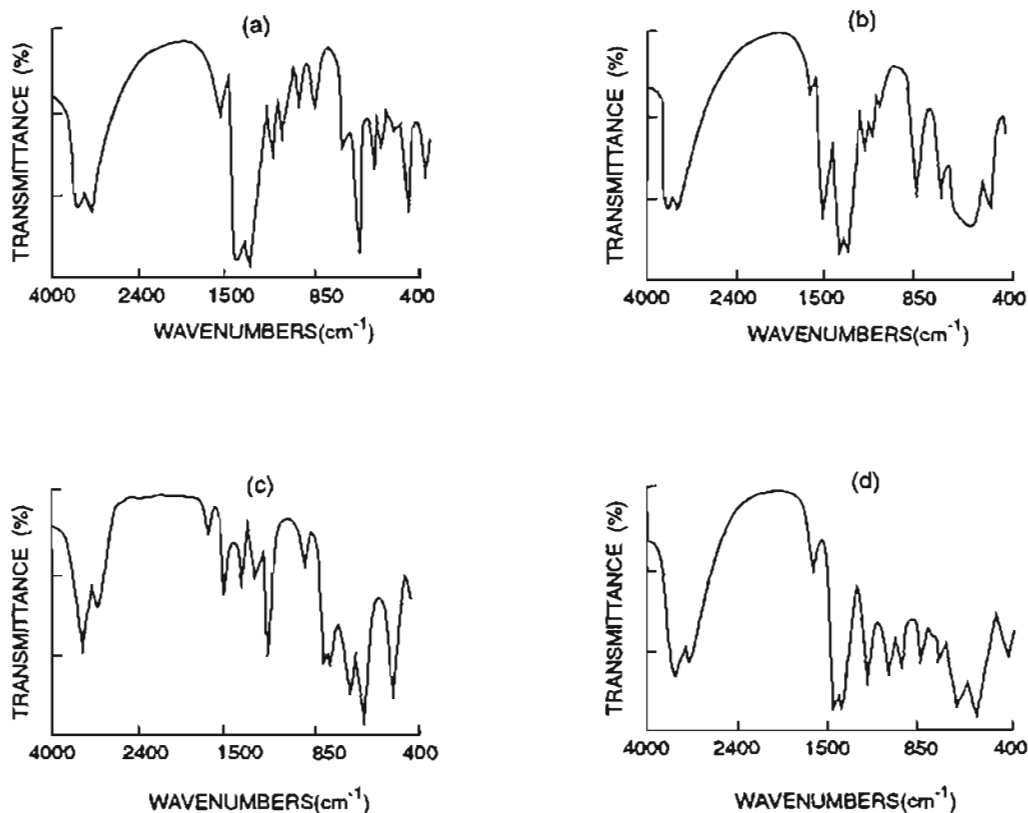 (a)
TRANSMITTANCE (%)
4000 2400 1500 850 400
WAVENUMBERS(cm-1)
(b)
TRANSMITTANCE (%)
4000 2400 1500 850 400
WAVENUMBERS(cm-1)
(c)
TRANSMITTANCE (%)
4000 2400 1500 850 400
WAVENUMBERS(cm-1)
(d)
TRANSMITTANCE (%)
4000 2400 1500 850 400
WAVENUMBERS(cm-1)